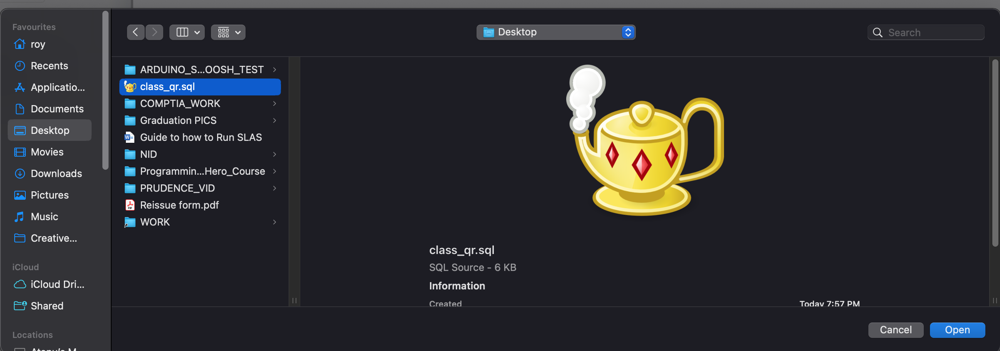 Favourites
roy
Recents
Applicatio...
Documents
Desktop
Movies
Downloads
Pictures
Music
Creative...
iCloud
iCloud Dri...
Shared
Locations
Desktop
Search
ARDUINO_S...OOSH_TEST
class_qr.sql
COMPTIA_WORK
Graduation PICS
Guide to how to Run SLAS
NID
Programmin...Hero_Course
PRUDENCE_VID
Reissue form.pdf
WORK
class_qr.sql
SQL Source - 6 KB
Information
Created Today 7:57 PM
Cancel Open